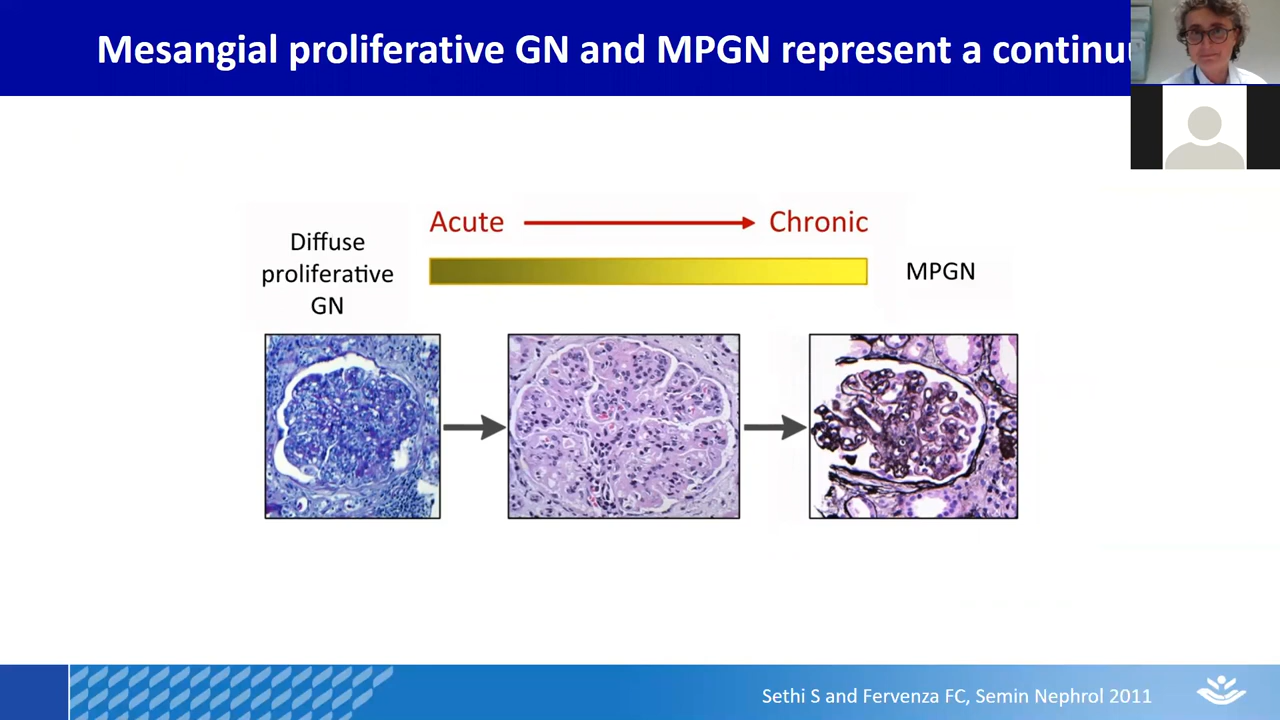 Mesangial proliferative GN and MPGN represent a continu
Acute
Chronic
Diffuse
proliferative
GN
MPGN
Sethi S and Fervenza FC, Semin Nephrol 2011